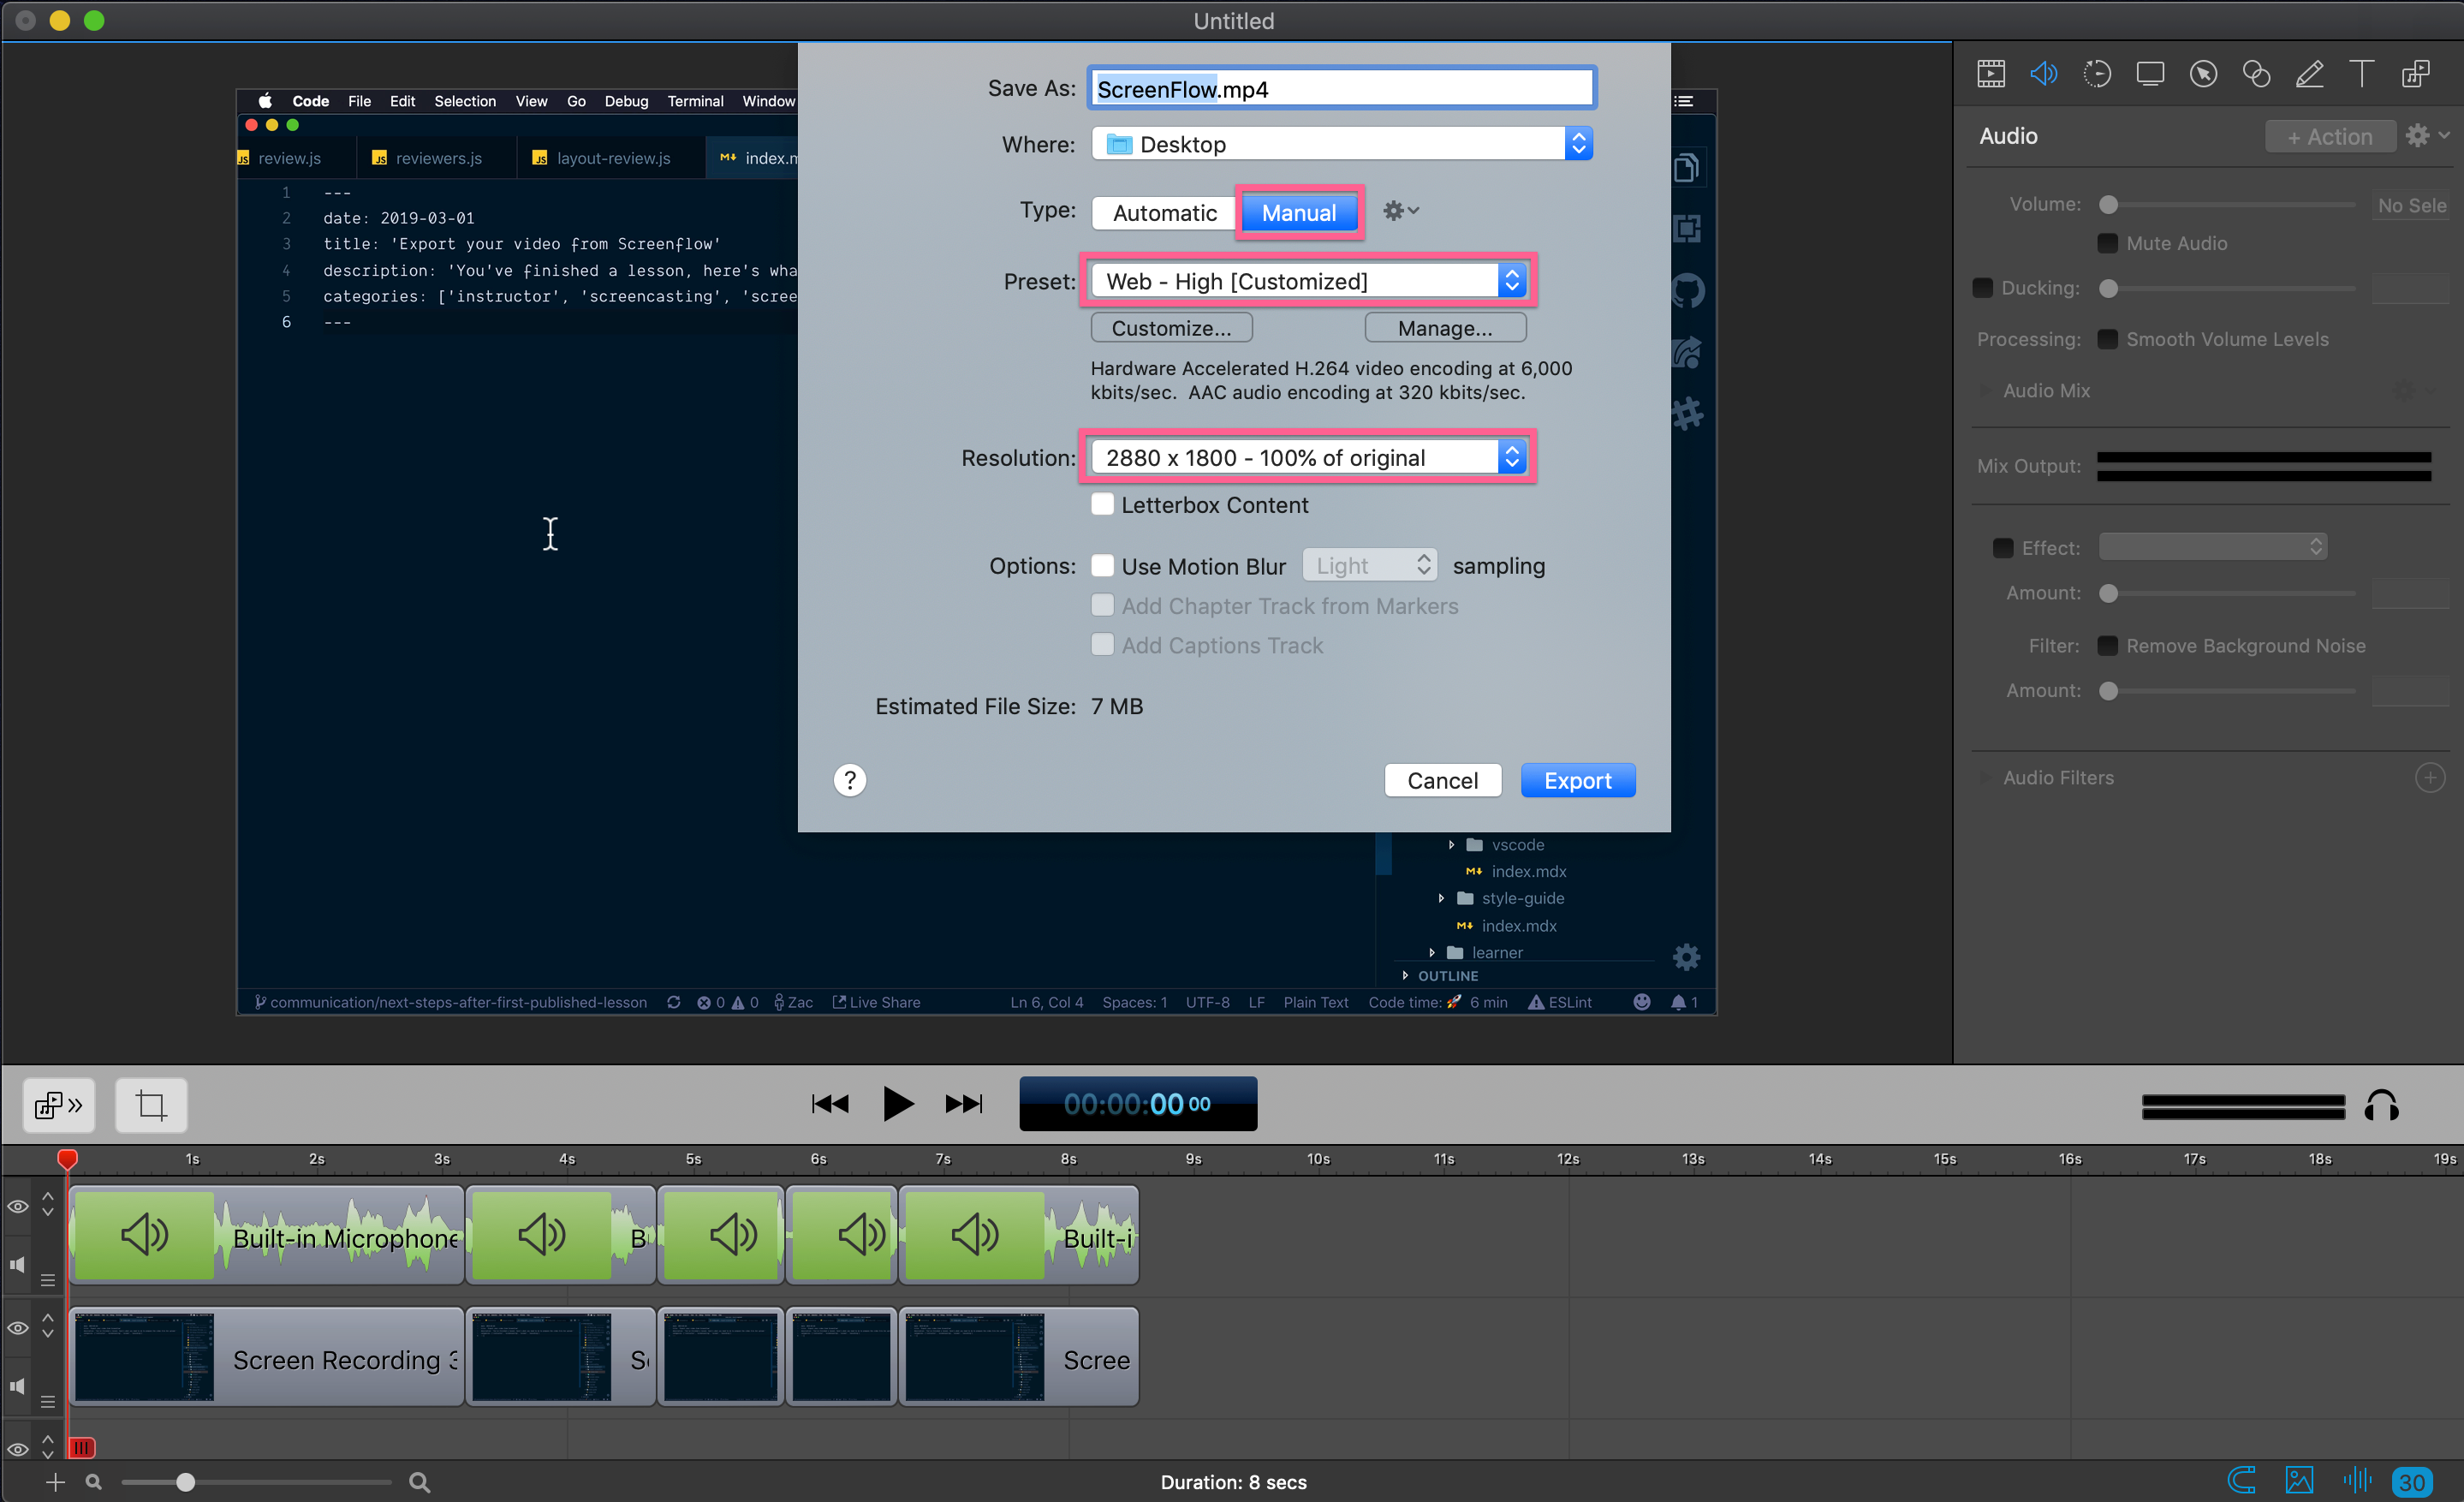 Untitled
Code File Edit Selection View Go Debug Terminal Window
review.js
reviewers.js
layout-review.js
index.m
1 ---
2 date: 2019-03-01
3 title: 'Export your video from Screenflow'
4 description: 'You've finished a lesson, here's wha
5 categories: ['instructor', 'screencasting', 'scree
6 ---
Save As: ScreenFlow.mp4
Where: Desktop
Type: Automatic Manual
Preset: Web - High [Customized]
Customize... Manage...
Hardware Accelerated H.264 video encoding at 6,000
kbits/sec. AAC audio encoding at 320 kbits/sec.
Resolution: 2880 x 1800 - 100% of original
Letterbox Content
Options: Use Motion Blur Light sampling
Add Chapter Track from Markers
Add Captions Track
Estimated File Size: 7 MB
? Cancel Export
vscode
index.mdx
style-guide
index.mdx
learner
OUTLINE
communication/next-steps-after-first-published-lesson 0 0 Zac Live Share Ln 6, Col 4 Spaces: 1 UTF-8 LF Plain Text Code time: 🚀 6 min ESLint 1
Audio + Action
Volume: No Sele
Mute Audio
Ducking:
Processing: Smooth Volume Levels
Audio Mix
Mix Output:
Effect:
Amount:
Filter: Remove Background Noise
Amount:
Audio Filters
00:00:00 00
1s 2s 3s 4s 5s 6s 7s 8s 9s 10s 11s 12s 13s 14s 15s 16s 17s 18s 19s
Built-in Microphone B Built-i
Screen Recording 3 S Scree
Duration: 8 secs
30